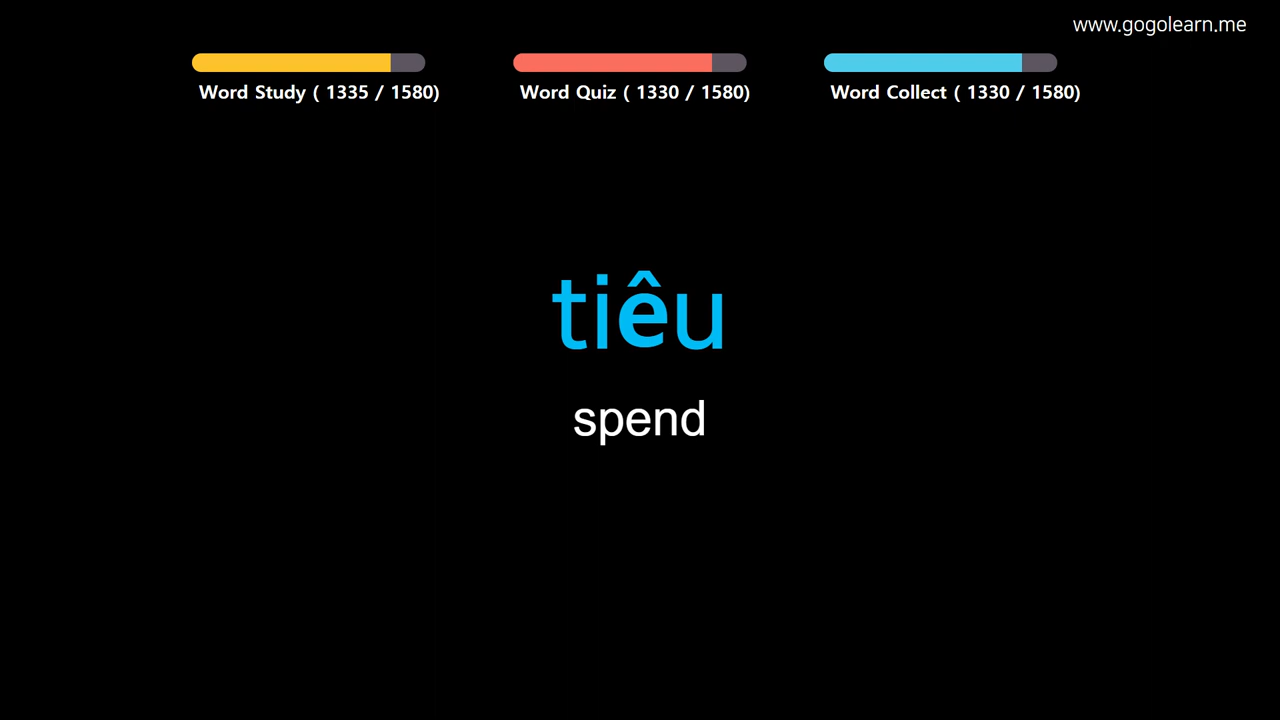 www.gogolearn.me
Word Study ( 1335 / 1580)
Word Quiz ( 1330 / 1580)
Word Collect ( 1330 / 1580)
tiêu
spend